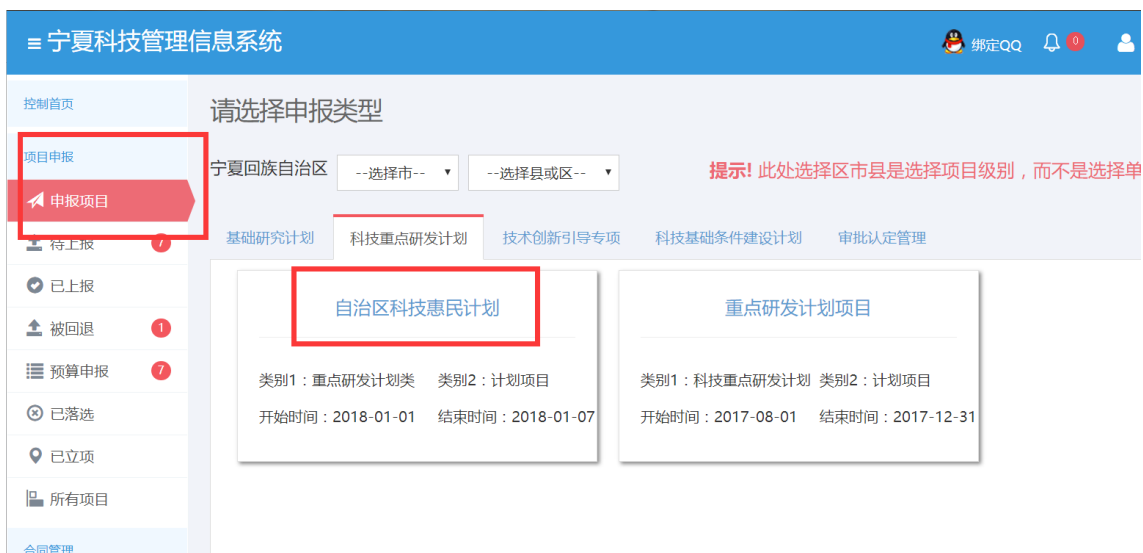 ≡ 宁夏科技管理信息系统
绑定QQ 0
控制首页
项目申报
申报项目
待上报 7
已上报
被回退 1
预算申报 7
已落选
已立项
所有项目
合同管理
请选择申报类型
宁夏回族自治区 --选择市-- --选择县或区--
提示! 此处选择区市县是选择项目级别，而不是选择单
基础研究计划 科技重点研发计划 技术创新引导专项 科技基础条件建设计划 审批认定管理
自治区科技惠民计划
类别1：重点研发计划类 类别2：计划项目
开始时间：2018-01-01 结束时间：2018-01-07
重点研发计划项目
类别1：科技重点研发计划 类别2：计划项目
开始时间：2017-08-01 结束时间：2017-12-31